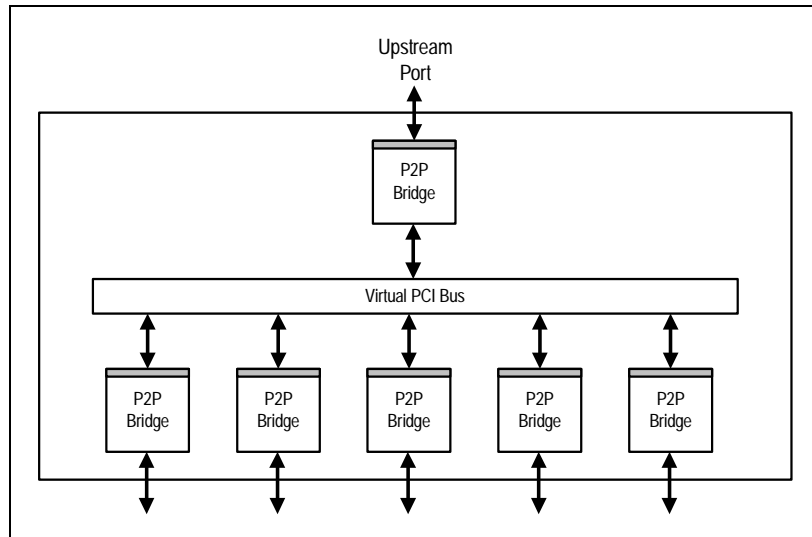 Upstream
Port
P2P
Bridge
Virtual PCI Bus
P2P
Bridge
P2P
Bridge
P2P
Bridge
P2P
Bridge
P2P
Bridge